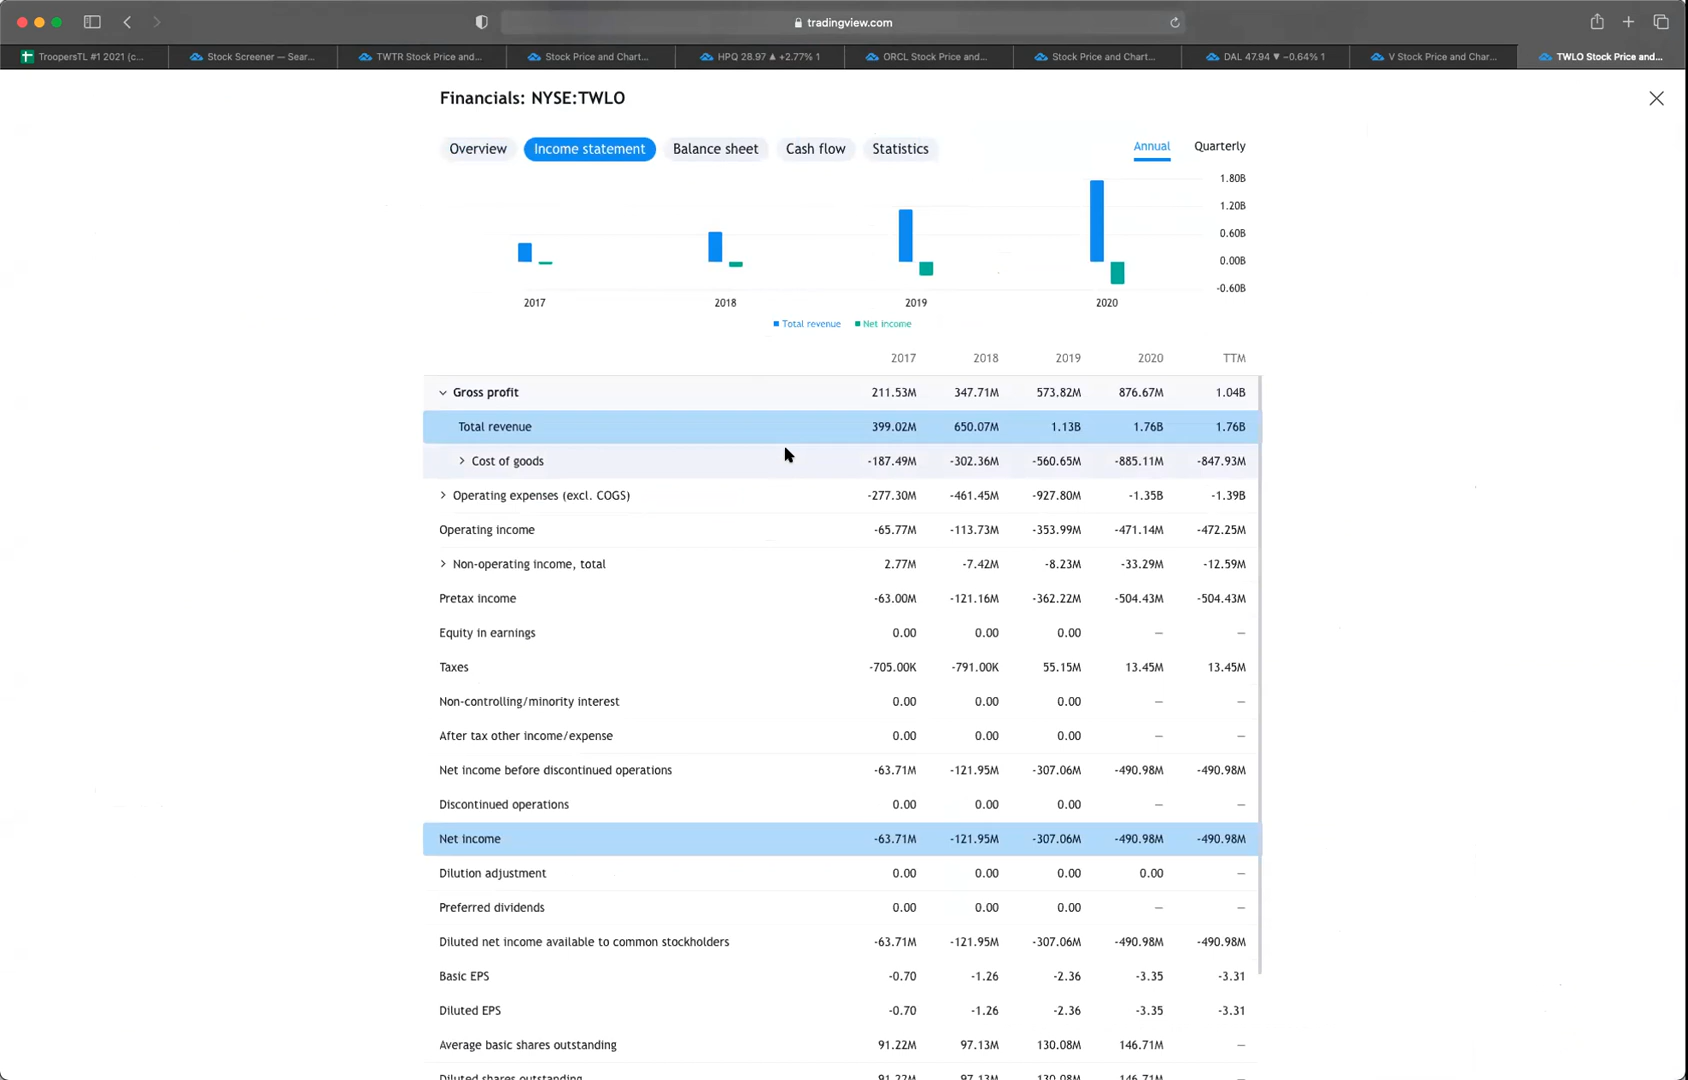 tradingview.com
TroopersTL #1 2021 (c...
Stock Screener — Sear...
TWTR Stock Price and...
Stock Price and Chart...
HPQ 28.97 ▲ +2.77% 1
ORCL Stock Price and...
Stock Price and Chart...
DAL 47.94 ▼ −0.64% 1
V Stock Price and Char...
TWLO Stock Price and...
Financials: NYSE:TWLO
Overview Income statement Balance sheet Cash flow Statistics Annual Quarterly
1.80B
1.20B
0.60B
0.00B
-0.60B
2017 2018 2019 2020
Total revenue Net income
2017 2018 2019 2020 TTM
Gross profit 211.53M 347.71M 573.82M 876.67M 1.04B
Total revenue 399.02M 650.07M 1.13B 1.76B 1.76B
Cost of goods -187.49M -302.36M -560.65M -885.11M -847.93M
Operating expenses (excl. COGS) -277.30M -461.45M -927.80M -1.35B -1.39B
Operating income -65.77M -113.73M -353.99M -471.14M -472.25M
Non-operating income, total 2.77M -7.42M -8.23M -33.29M -12.59M
Pretax income -63.00M -121.16M -362.22M -504.43M -504.43M
Equity in earnings 0.00 0.00 0.00 — —
Taxes -705.00K -791.00K 55.15M 13.45M 13.45M
Non-controlling/minority interest 0.00 0.00 0.00 — —
After tax other income/expense 0.00 0.00 0.00 — —
Net income before discontinued operations -63.71M -121.95M -307.06M -490.98M -490.98M
Discontinued operations 0.00 0.00 0.00 — —
Net income -63.71M -121.95M -307.06M -490.98M -490.98M
Dilution adjustment 0.00 0.00 0.00 0.00 —
Preferred dividends 0.00 0.00 0.00 — —
Diluted net income available to common stockholders -63.71M -121.95M -307.06M -490.98M -490.98M
Basic EPS -0.70 -1.26 -2.36 -3.35 -3.31
Diluted EPS -0.70 -1.26 -2.36 -3.35 -3.31
Average basic shares outstanding 91.22M 97.13M 130.08M 146.71M —
Diluted shares outstanding 91.22M 97.13M 130.08M 146.71M —